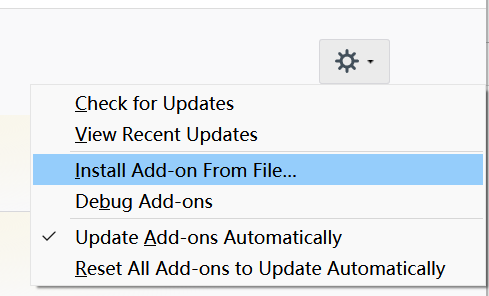 Check for Updates
View Recent Updates
Install Add-on From File...
Debug Add-ons
Update Add-ons Automatically
Reset All Add-ons to Update Automatically